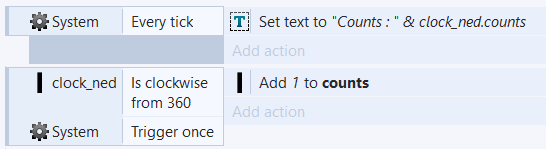 System Every tick T Set text to "Counts : " & clock_ned.counts
Add action
clock_ned Is clockwise from 360 Add 1 to counts
Add action
System Trigger once